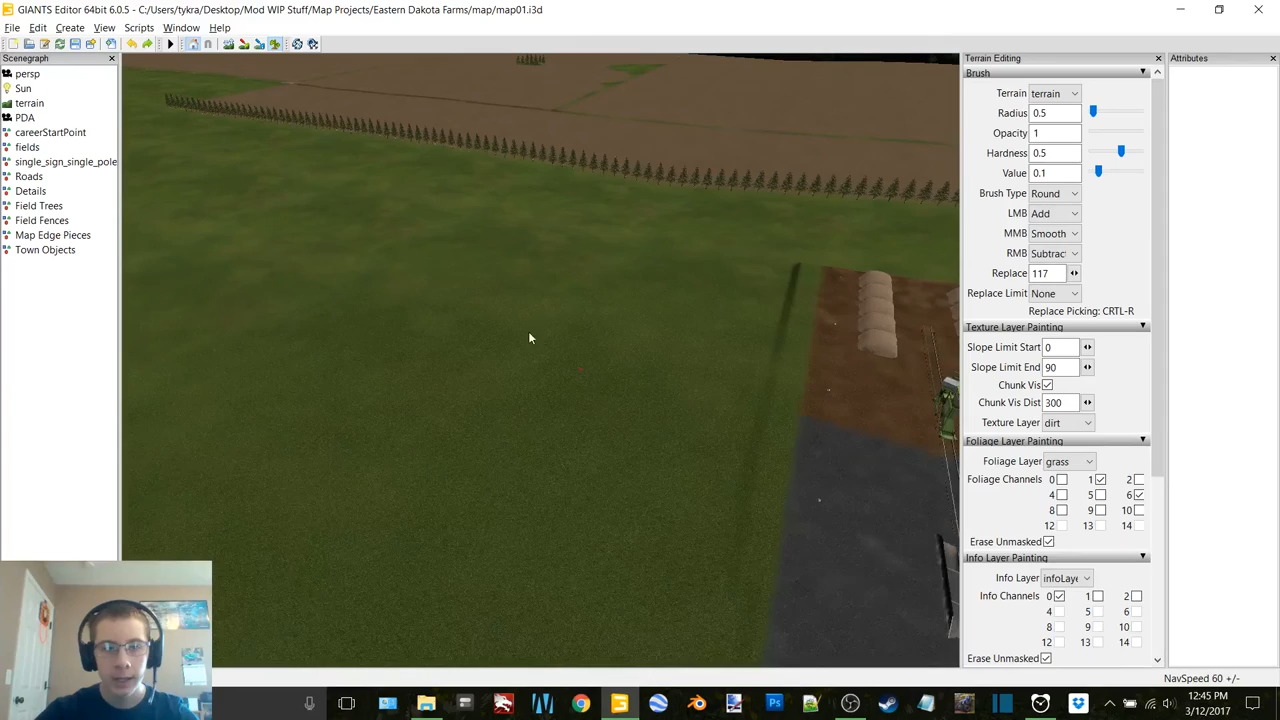 GIANTS Editor 64bit 6.0.5 - C:/Users/tykra/Desktop/Mod WIP Stuff/Map Projects/Eastern Dakota Farms/map/map01.i3d
File Edit Create View Scripts Window Help
Scenegraph
persp
Sun
terrain
PDA
careerStartPoint
fields
single_sign_single_pole
Roads
Details
Field Trees
Field Fences
Map Edge Pieces
Town Objects
Terrain Editing
Brush
Terrain terrain
Radius 0.5
Opacity 1
Hardness 0.5
Value 0.1
Brush Type Round
LMB Add
MMB Smooth
RMB Subtrac
Replace 117
Replace Limit None
Replace Picking: CRTL-R
Texture Layer Painting
Slope Limit Start 0
Slope Limit End 90
Chunk Vis
Chunk Vis Dist 300
Texture Layer dirt
Foliage Layer Painting
Foliage Layer grass
Foliage Channels 0 1 2
4 5 6
8 9 10
12 13 14
Erase Unmasked
Info Layer Painting
Info Layer infoLaye
Info Channels 0 1 2
4 5 6
8 9 10
12 13 14
Erase Unmasked
Attributes
NavSpeed 60 +/-
12:45 PM
3/12/2017